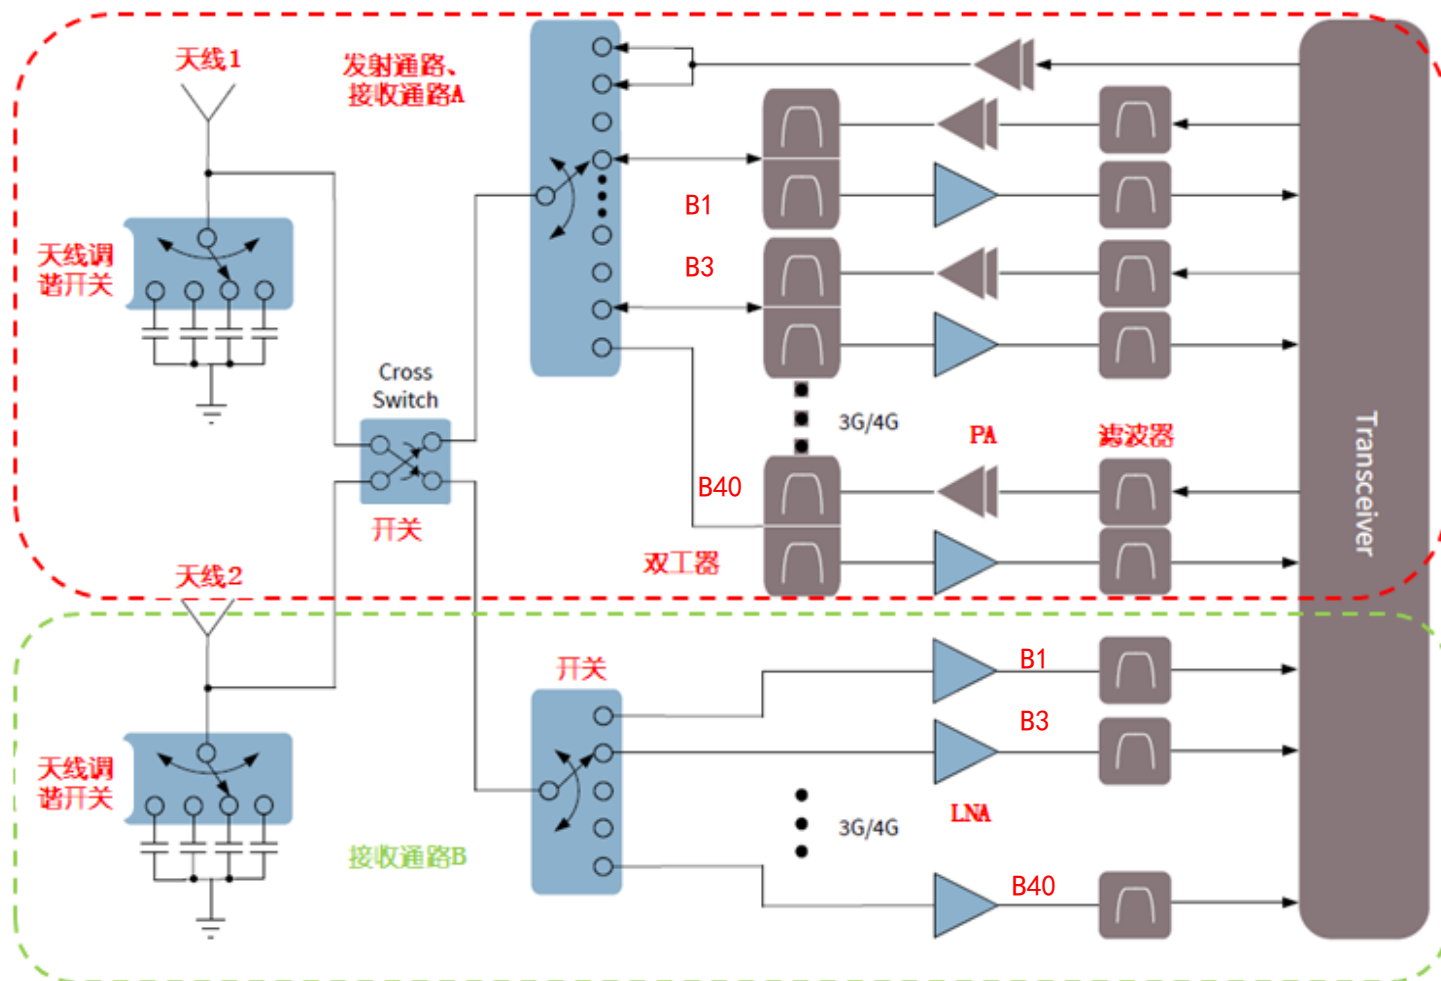 天线1
发射通路、
接收通路A
天线调
谐开关
B1
B3
Cross
Switch
开关
3G/4G
PA
滤波器
B40
双工器
Transceiver
天线2
开关
B1
B3
天线调
谐开关
LNA
3G/4G
接收通路B
B40